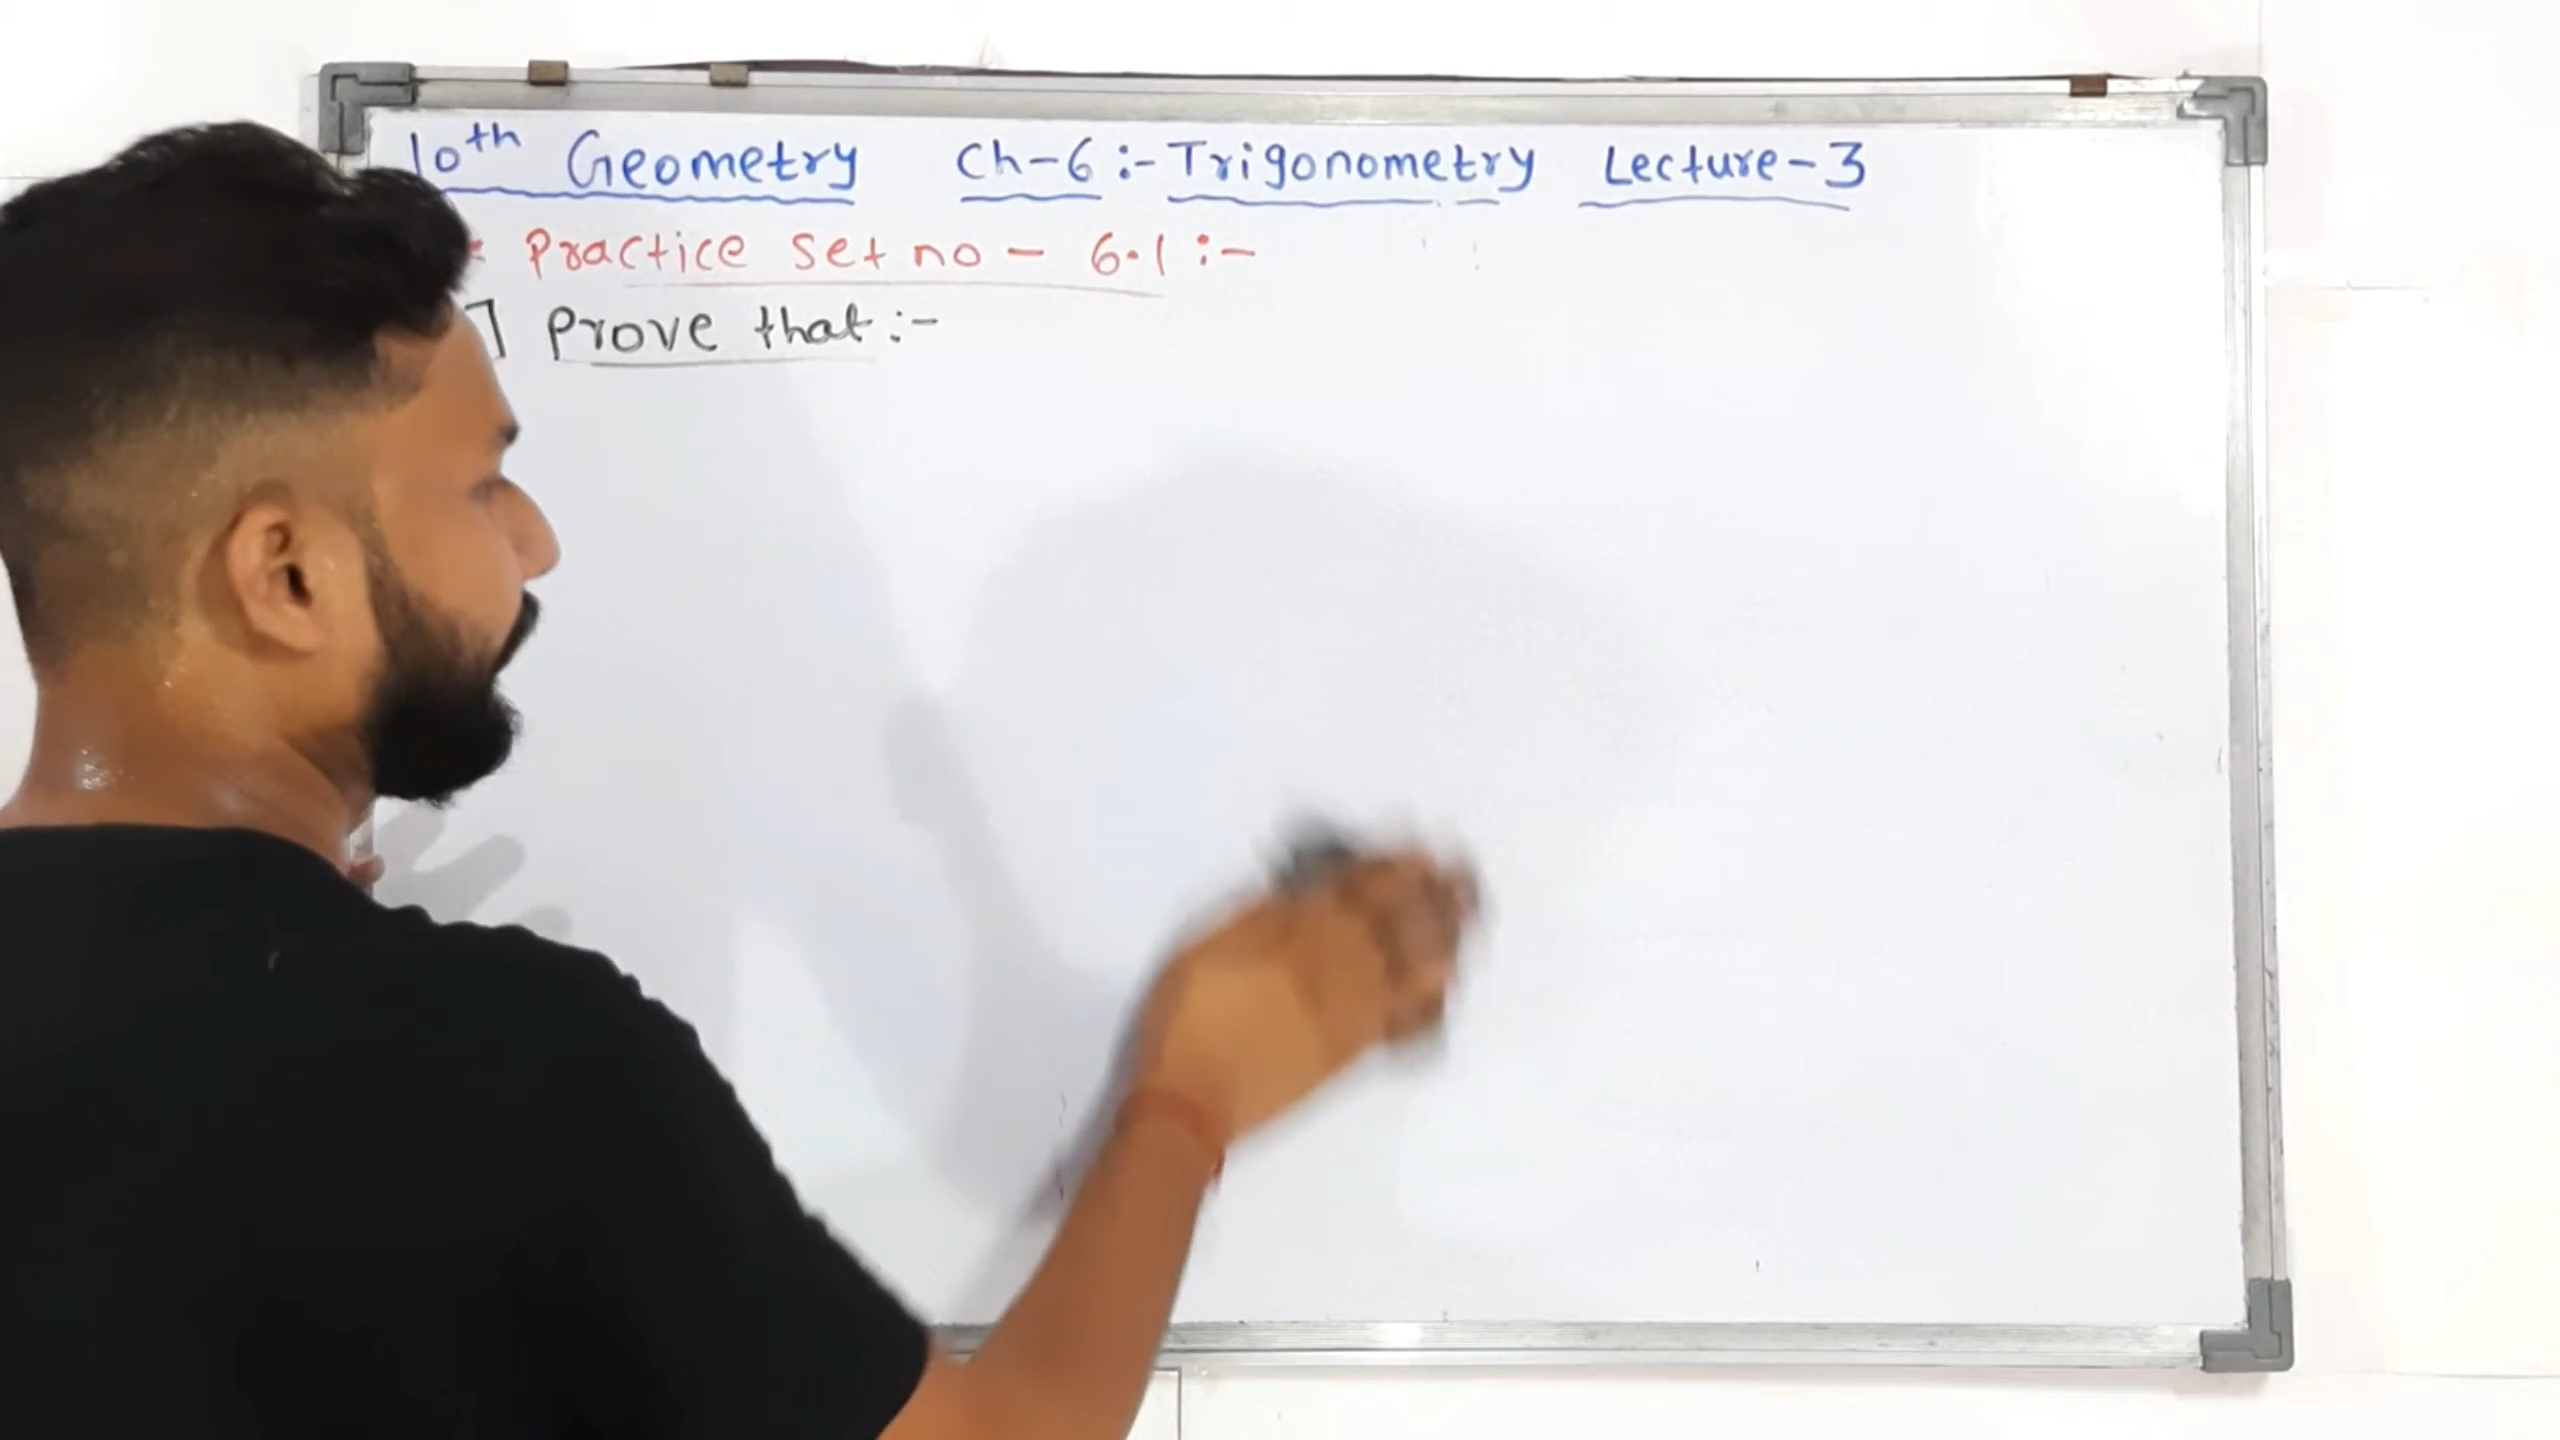 10th Geometry Ch-6:- Trigonometry Lecture-3
Practice set no - 6.1 :-
] Prove that:-